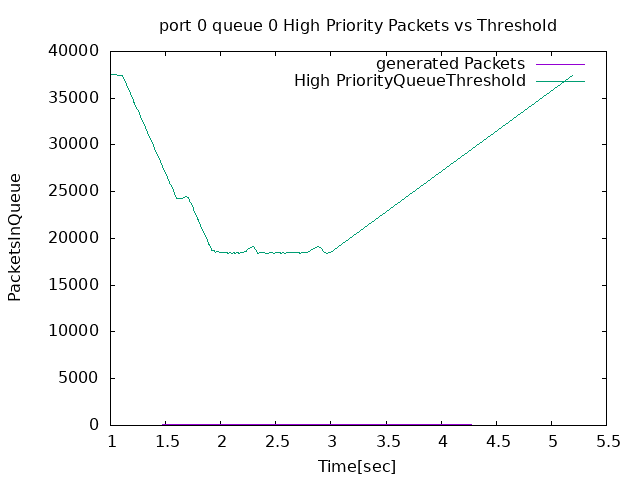 port 0 queue 0 High Priority Packets vs Threshold
generated Packets
High PriorityQueueThreshold
PacketsInQueue
40000
35000
30000
25000
20000
15000
10000
5000
0
1 1.5 2 2.5 3 3.5 4 4.5 5 5.5
Time[sec]